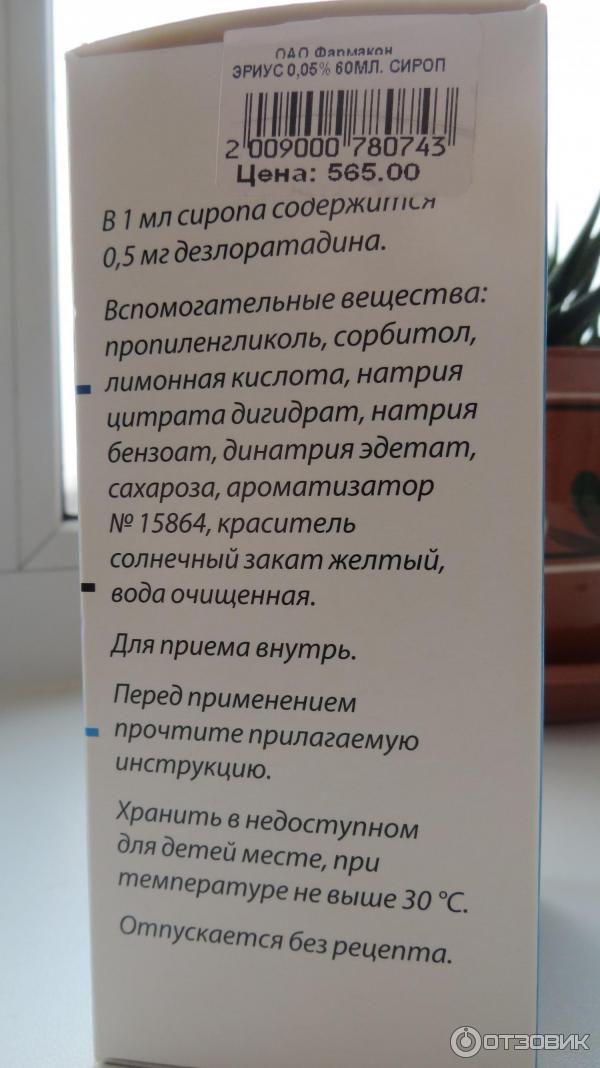 ОАО Фармакон
ЭРИУС 0,05% 60МЛ. СИРОП
2 009000 780743
Цена: 565.00
В 1 мл сиропа содержится
0,5 мг дезлоратадина.
Вспомогательные вещества:
пропиленгликоль, сорбитол,
лимонная кислота, натрия
цитрата дигидрат, натрия
бензоат, динатрия эдетат,
сахароза, ароматизатор
№ 15864, краситель
солнечный закат желтый,
вода очищенная.
Для приема внутрь.
Перед применением
прочтите прилагаемую
инструкцию.
Хранить в недоступном
для детей месте, при
температуре не выше 30 °C.
Отпускается без рецепта.
ОТЗОВИК